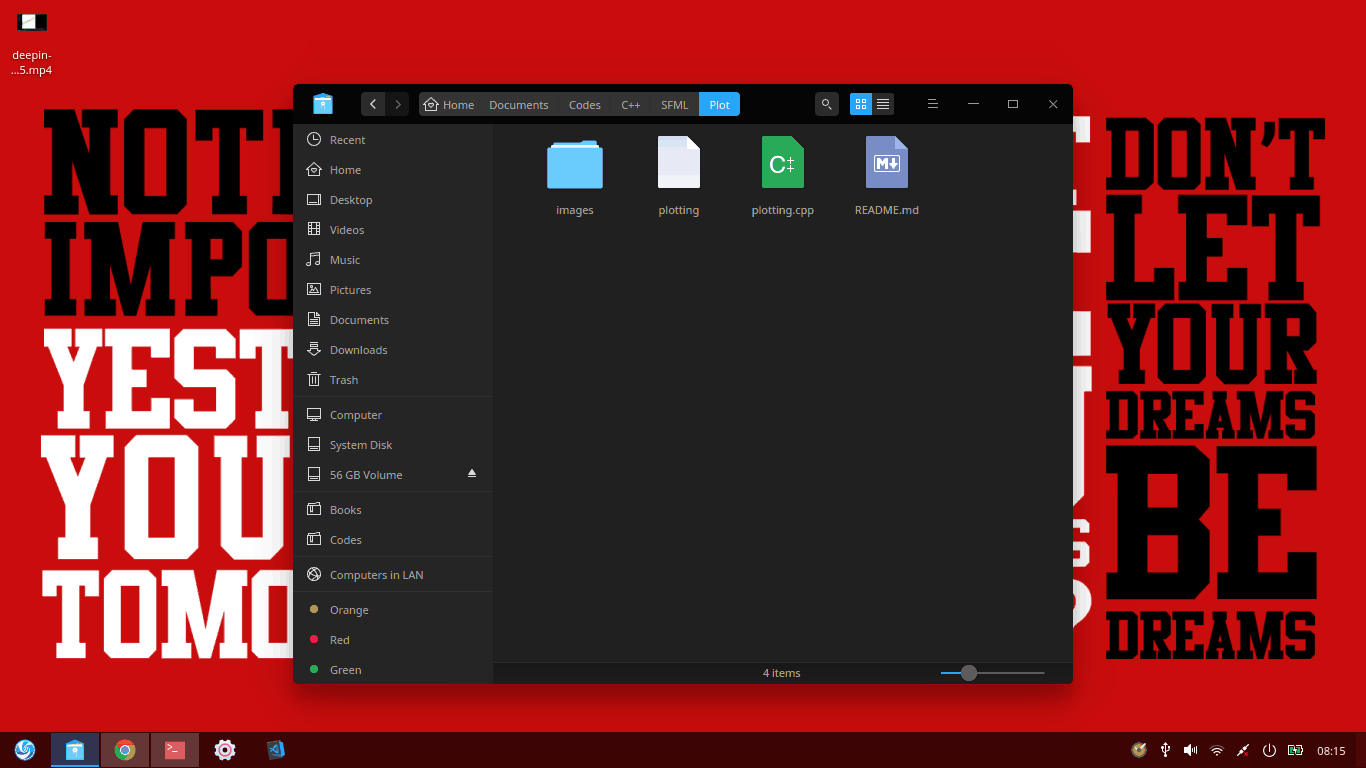 deepin-
...5.mp4
Home
Documents
Codes
C++
SFML
Plot
Recent
Home
Desktop
Videos
Music
Pictures
Documents
Downloads
Trash
Computer
System Disk
56 GB Volume
Books
Codes
Computers in LAN
Orange
Red
Green
images
plotting
C++
plotting.cpp
M
README.md
4 items
NOT
IMPO
YEST
YOU
TOMO
DON'T
LET
YOUR
DREAMS
BE
DREAMS
08:15